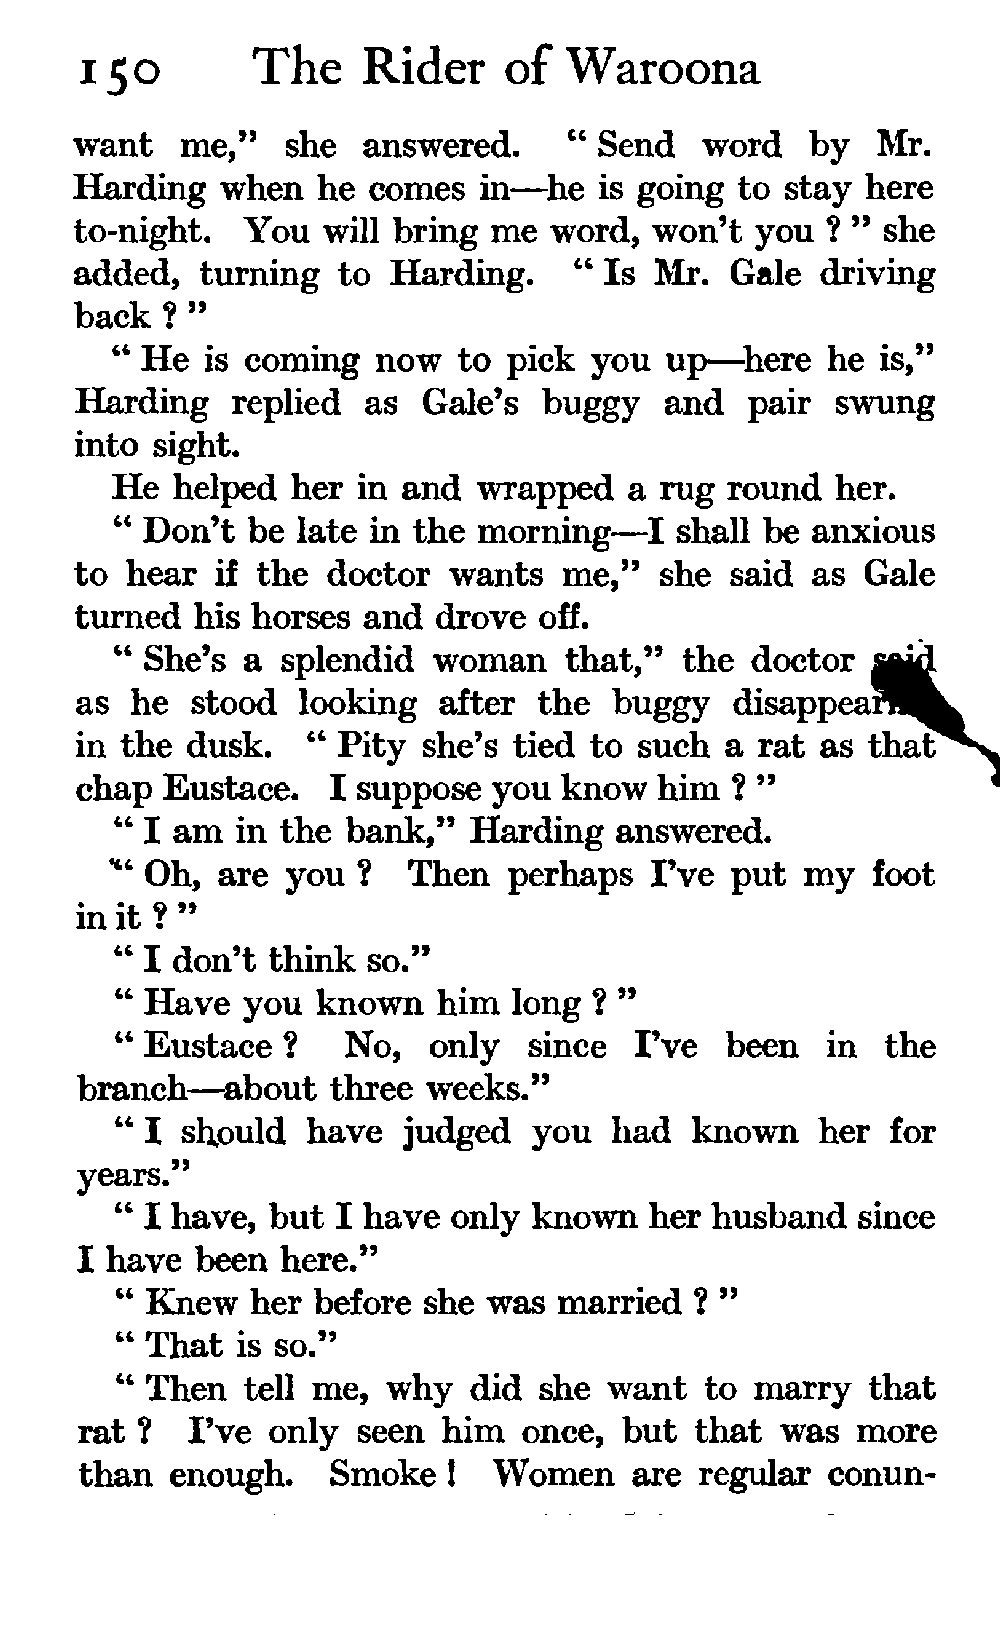 150 The Rider of Waroona
want me," she answered. "Send word by Mr.
Harding when he comes in—he is going to stay here
to-night. You will bring me word, won't you?" she
added, turning to Harding. "Is Mr. Gale driving
back?"
"He is coming now to pick you up—here he is,"
Harding replied as Gale's buggy and pair swung
into sight.
He helped her in and wrapped a rug round her.
"Don't be late in the morning—I shall be anxious
to hear if the doctor wants me," she said as Gale
turned his horses and drove off.
"She's a splendid woman that," the doctor said
as he stood looking after the buggy
in the dusk. "Pity she's tied to such a rat as that
chap Eustace. I suppose you know him?"
"I am in the bank," Harding answered.
"Oh, are you? Then perhaps I've put my foot
in it?"
"I don't think so."
"Have you known him long?"
"Eustace? No, only since I've been in the
branch—about three weeks."
"I should have judged you had known her for
years."
"I have, but I have only known her husband since
I have been here."
"Knew her before she was married?"
"That is so."
"Then tell me, why did she want to marry that
rat? I've only seen him once, but that was more
than enough. Smoke! Women are regular conun-